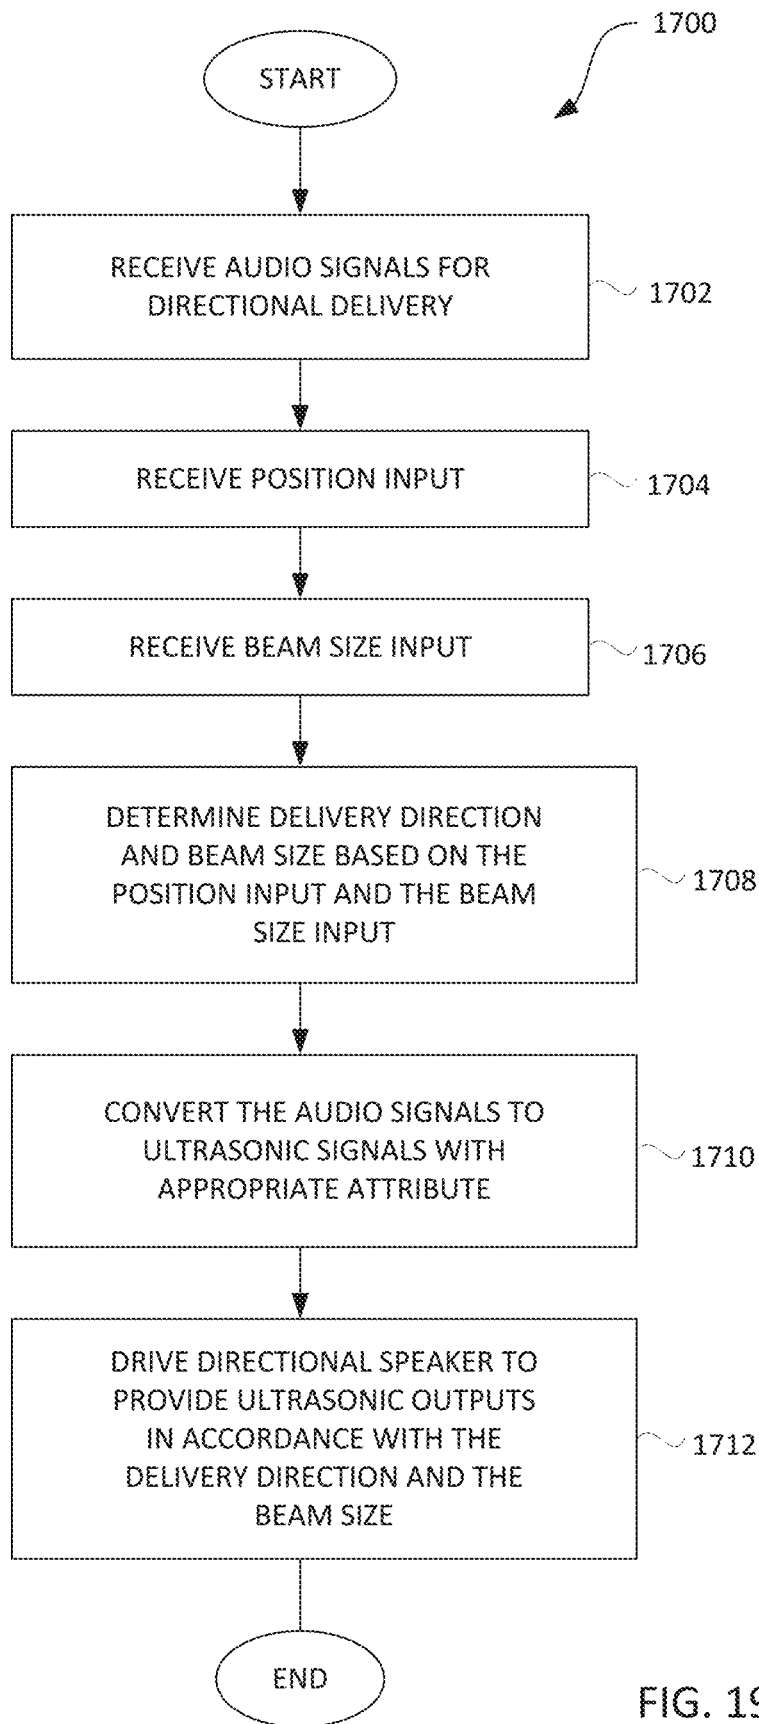 1700
START
RECEIVE AUDIO SIGNALS FOR
DIRECTIONAL DELIVERY
1702
RECEIVE POSITION INPUT
1704
RECEIVE BEAM SIZE INPUT
1706
DETERMINE DELIVERY DIRECTION
AND BEAM SIZE BASED ON THE
POSITION INPUT AND THE BEAM
SIZE INPUT
1708
CONVERT THE AUDIO SIGNALS TO
ULTRASONIC SIGNALS WITH
APPROPRIATE ATTRIBUTE
1710
DRIVE DIRECTIONAL SPEAKER TO
PROVIDE ULTRASONIC OUTPUTS
IN ACCORDANCE WITH THE
DELIVERY DIRECTION AND THE
BEAM SIZE
1712
END
FIG. 19